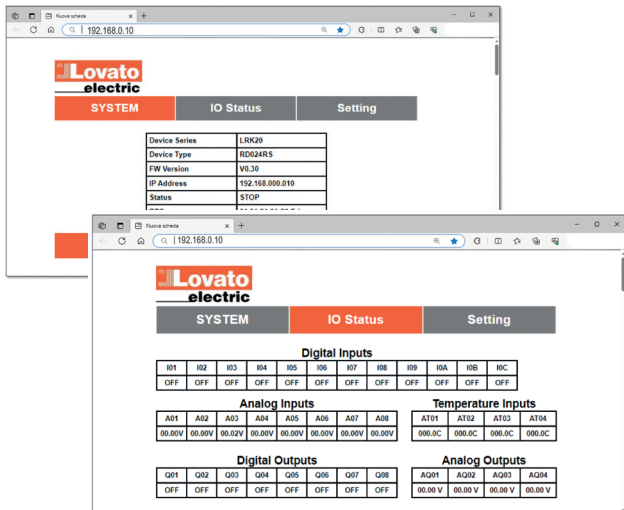 Nuova scheda
192.168.0.10
Lovato
electric
SYSTEM IO Status Setting
Device Series LRK20
Device Type RD024RS
FW Version V0.30
IP Address 192.168.000.010
Status STOP
Nuova scheda
192.168.0.10
Lovato
electric
SYSTEM IO Status Setting
Digital Inputs
I01 I02 I03 I04 I05 I06 I07 I08 I09 I0A I0B I0C
OFF OFF OFF OFF OFF OFF OFF OFF OFF OFF OFF OFF
Analog Inputs Temperature Inputs
A01 A02 A03 A04 A05 A06 A07 A08 AT01 AT02 AT03 AT04
00.00V 00.00V 00.02V 00.00V 00.00V 00.00V 00.00V 00.00V 000.0C 000.0C 000.0C 000.0C
Digital Outputs Analog Outputs
Q01 Q02 Q03 Q04 Q05 Q06 Q07 Q08 AQ01 AQ02 AQ03 AQ04
OFF OFF OFF OFF OFF OFF OFF OFF 00.00 V 00.00 V 00.00 V 00.00 V